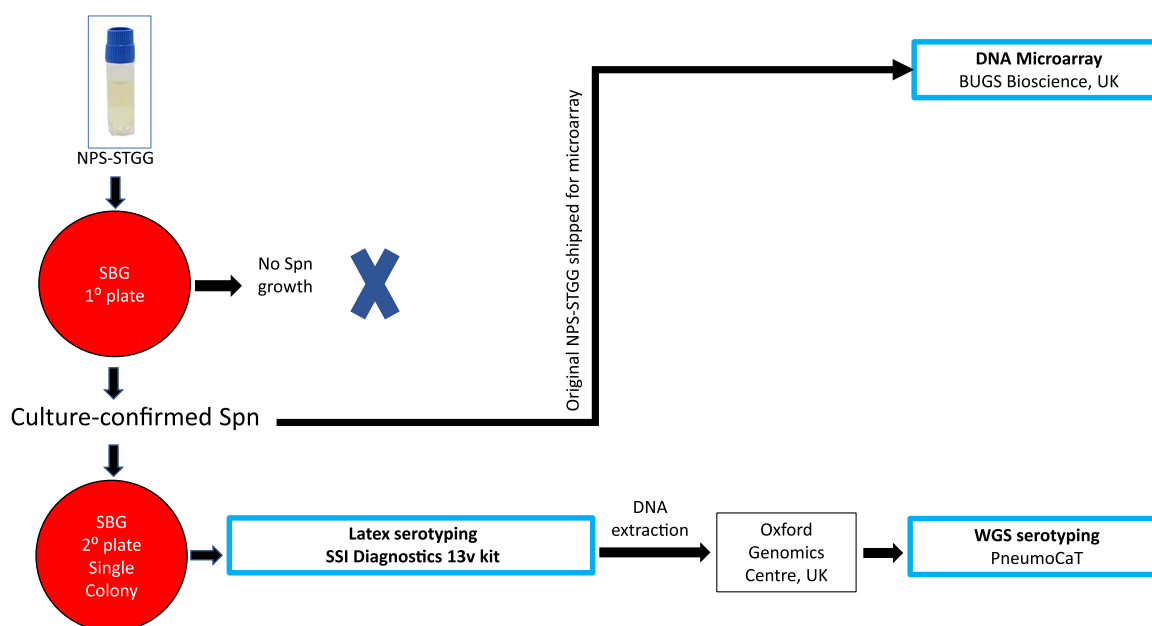 NPS-STGG
SBG
1º plate
No Spn
growth
Culture-confirmed Spn
Original NPS-STGG shipped for microarray
DNA Microarray
BUGS Bioscience, UK
SBG
2º plate
Single
Colony
Latex serotyping
SSI Diagnostics 13v kit
DNA
extraction
Oxford
Genomics
Centre, UK
WGS serotyping
PneumoCaT